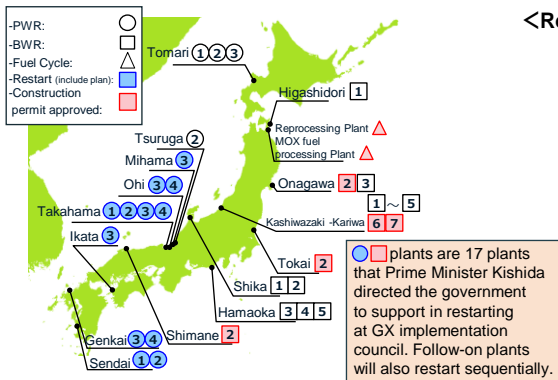 <Re
-PWR:
-BWR:
-Fuel Cycle:
-Restart (include plan):
-Construction
permit approved:
Tomari 1 2 3
Higashidori 1
Reprocessing Plant
MOX fuel
processing Plant
Tsuruga 2
Mihama 3
Ohi 3 4
Onagawa 2 3
1 ～ 5
Takahama 1 2 3 4
Kashiwazaki -Kariwa 6 7
Ikata 3
Tokai 2
Shika 1 2
Hamaoka 3 4 5
Genkai 3 4
Shimane 2
Sendai 1 2
plants are 17 plants
that Prime Minister Kishida
directed the government
to support in restarting
at GX implementation
council. Follow-on plants
will also restart sequentially.